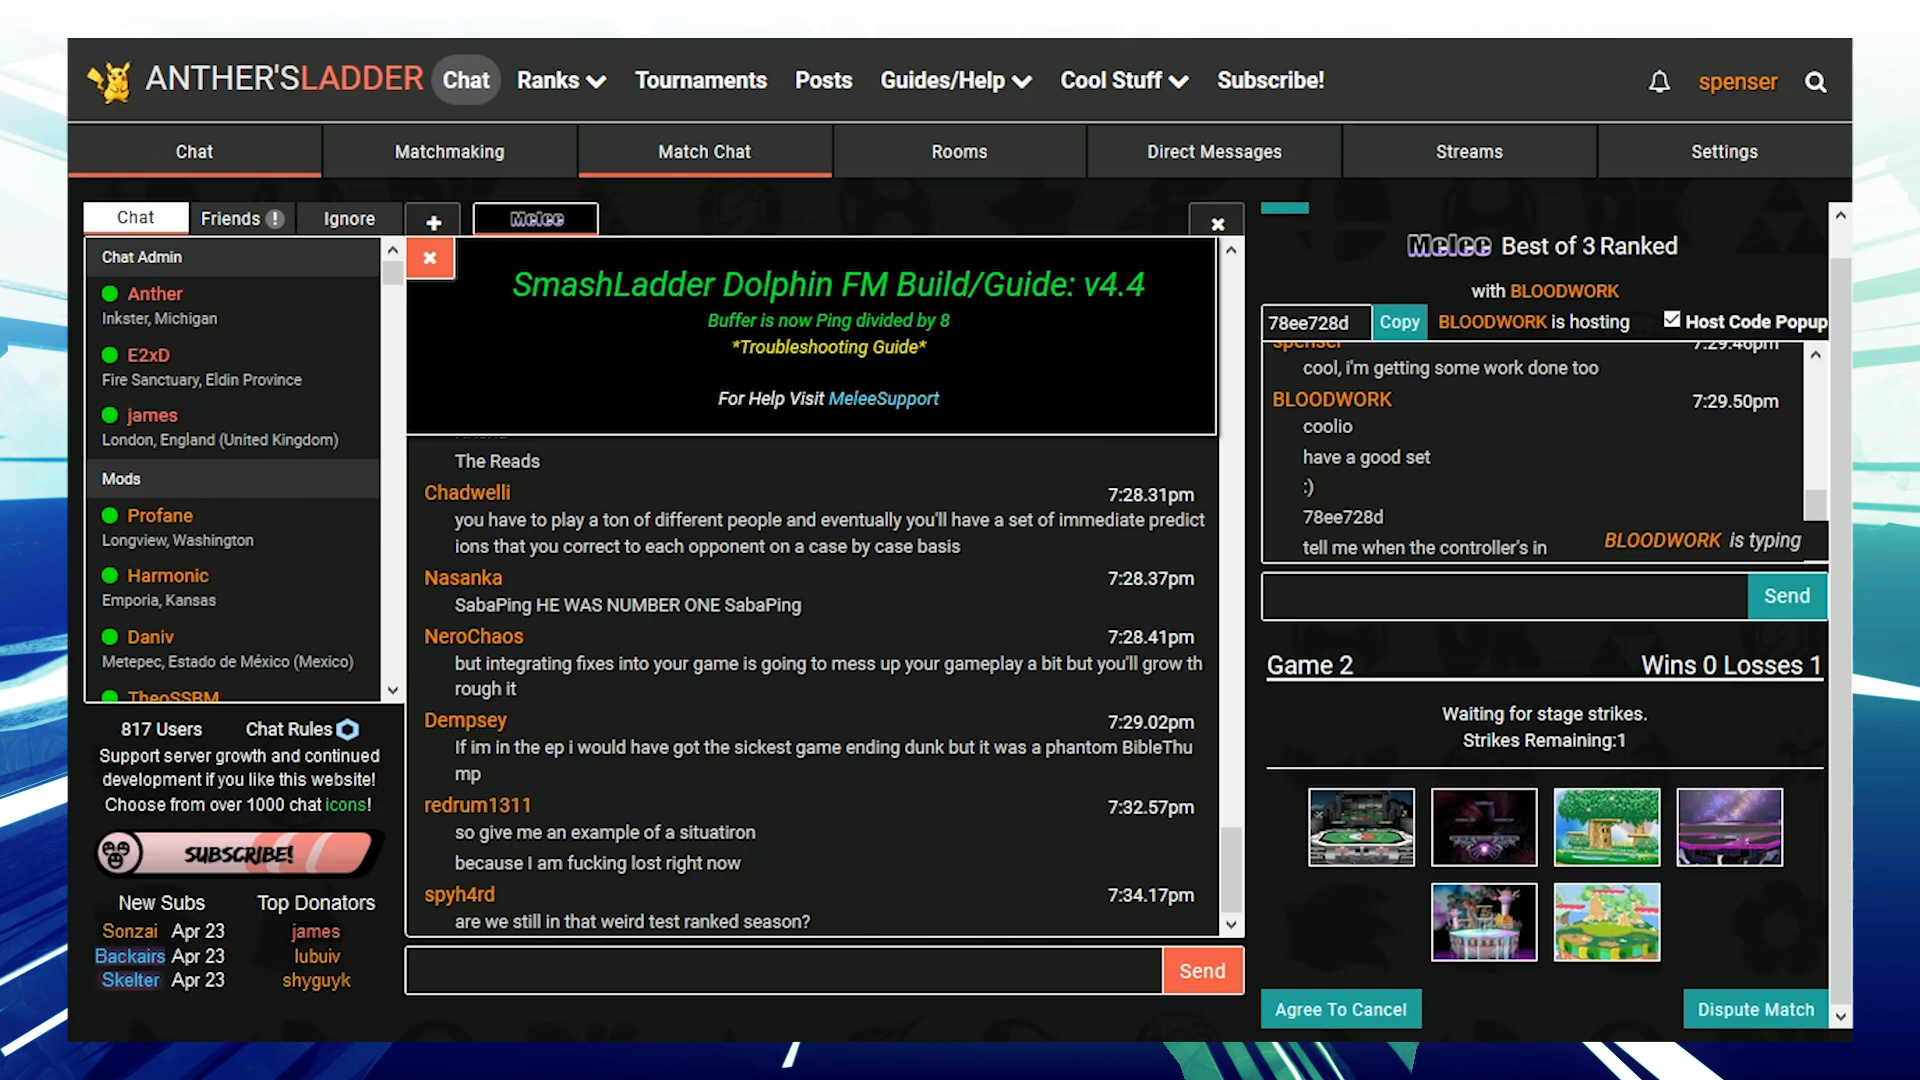 ANTHER'SLADDER Chat Ranks Tournaments Posts Guides/Help Cool Stuff Subscribe! spenser
Chat Matchmaking Match Chat Rooms Direct Messages Streams Settings
Chat Friends Ignore
Chat Admin
Anther
Inkster, Michigan
E2xD
Fire Sanctuary, Eldin Province
james
London, England (United Kingdom)
Mods
Profane
Longview, Washington
Harmonic
Emporia, Kansas
Daniv
Metepec, Estado de México (Mexico)
TheoSSBM
817 Users Chat Rules
Support server growth and continued
development if you like this website!
Choose from over 1000 chat icons!
SUBSCRIBE!
New Subs Top Donators
Sonzai Apr 23 james
Backairs Apr 23 lubuiv
Skelter Apr 23 shyguyk
Melee
SmashLadder Dolphin FM Build/Guide: v4.4
Buffer is now Ping divided by 8
*Troubleshooting Guide*
For Help Visit MeleeSupport
The Reads
Chadwelli 7:28.31pm
you have to play a ton of different people and eventually you'll have a set of immediate predict
ions that you correct to each opponent on a case by case basis
Nasanka 7:28.37pm
SabaPing HE WAS NUMBER ONE SabaPing
NeroChaos 7:28.41pm
but integrating fixes into your game is going to mess up your gameplay a bit but you'll grow th
rough it
Dempsey 7:29.02pm
If im in the ep i would have got the sickest game ending dunk but it was a phantom BibleThu
mp
redrum1311 7:32.57pm
so give me an example of a situatiron
because I am fucking lost right now
spyh4rd 7:34.17pm
are we still in that weird test ranked season?
Send
Melee Best of 3 Ranked
with BLOODWORK
78ee728d Copy BLOODWORK is hosting Host Code Popup
spenser 7:29.46pm
cool, i'm getting some work done too
BLOODWORK 7:29.50pm
coolio
have a good set
:)
78ee728d
tell me when the controller's in BLOODWORK is typing
Send
Game 2 Wins 0 Losses 1
Waiting for stage strikes.
Strikes Remaining:1
Agree To Cancel Dispute Match